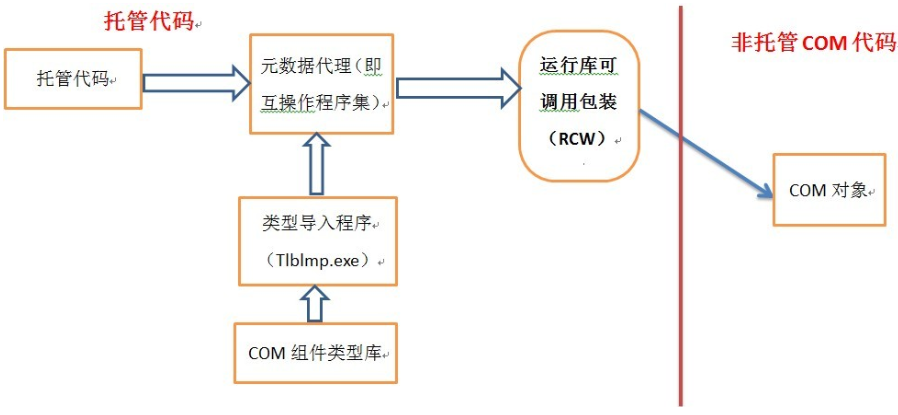 托管代码
非托管 COM 代码
托管代码
元数据代理（即
互操作程序集）
运行库可
调用包装
（RCW）
COM 对象
类型导入程序
（TlbImp.exe）
COM 组件类型库